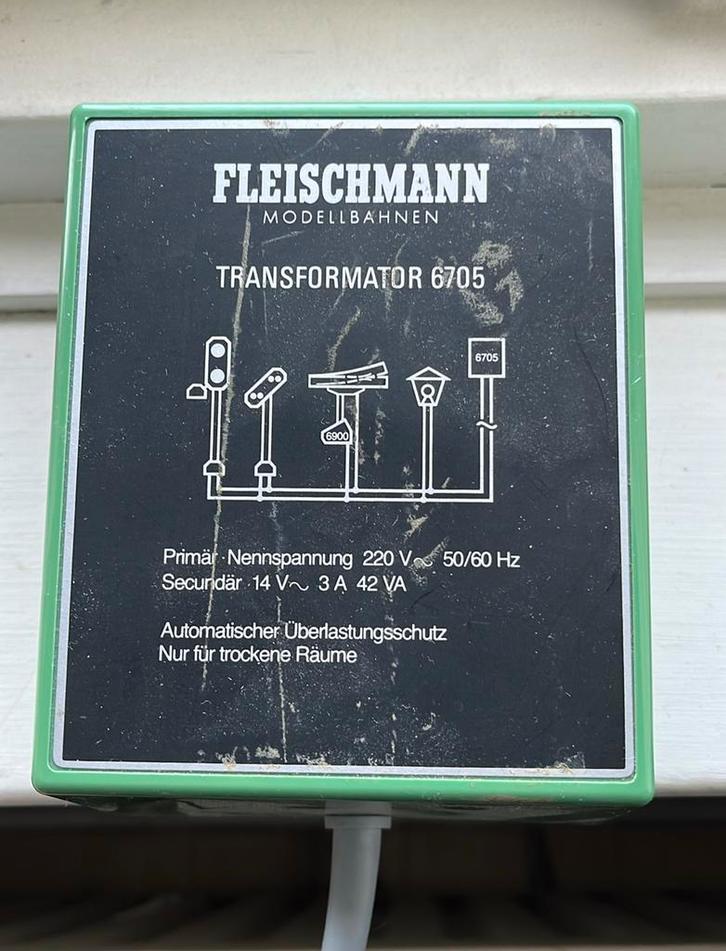 FLEISCHMANN
MODELLBAHNEN
TRANSFORMATOR 6705
6705
6900
Primär Nennspannung 220 V~ 50/60 Hz
Secundär 14 V~ 3 A 42 VA
Automatischer Überlastungsschutz
Nur für trockene Räume